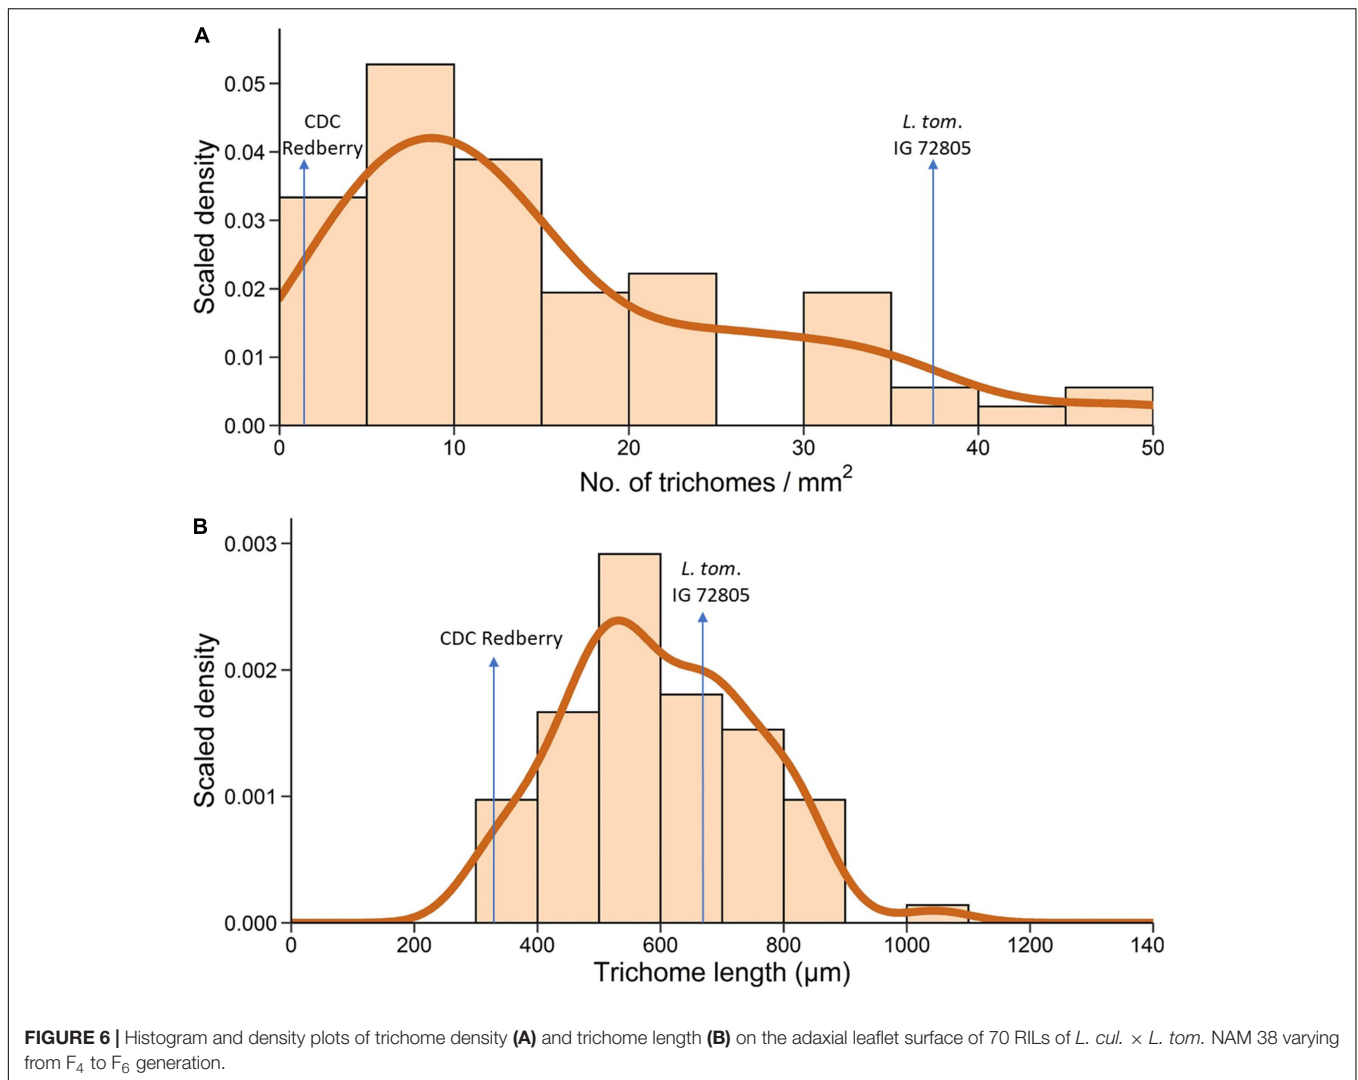 A
Scaled density
0.05
0.04
0.03
0.02
0.01
0.00
CDC
Redberry
L. tom.
IG 72805
0 10 20 30 40 50
No. of trichomes / mm²
B
Scaled density
0.003
0.002
0.001
0.000
L. tom.
IG 72805
CDC Redberry
0 200 400 600 800 1000 1200 140
Trichome length (µm)
FIGURE 6 | Histogram and density plots of trichome density (A) and trichome length (B) on the adaxial leaflet surface of 70 RILs of L. cul. × L. tom. NAM 38 varying
from F₄ to F₆ generation.